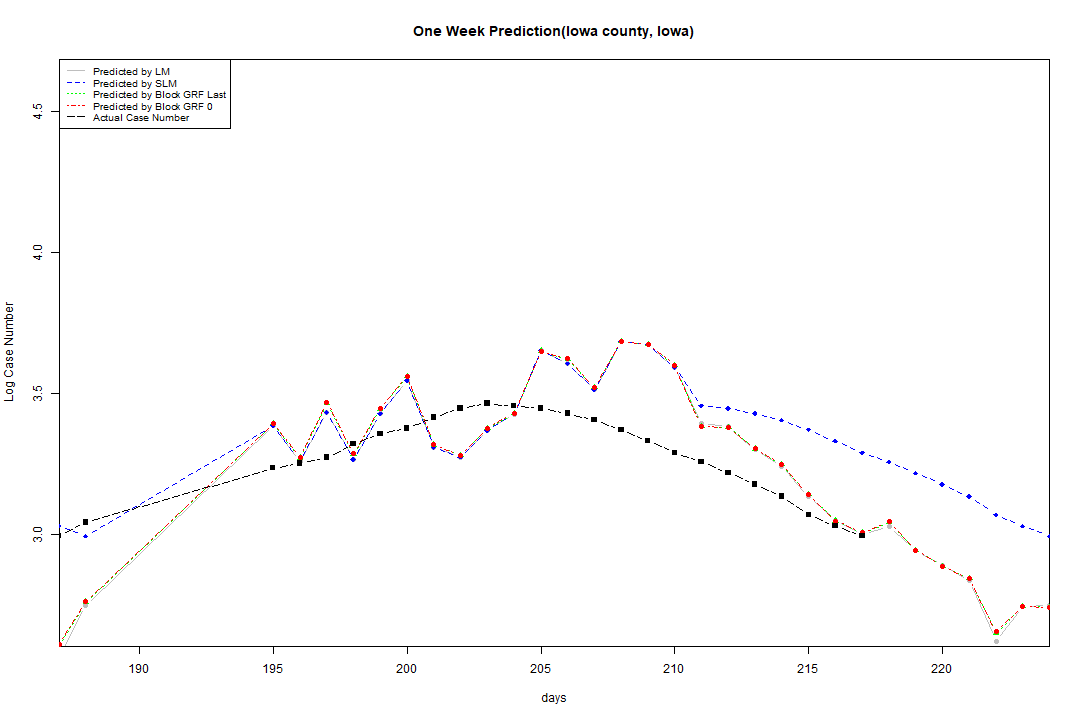 One Week Prediction(Iowa county, Iowa)
Predicted by LM
Predicted by SLM
Predicted by Block GRF Last
Predicted by Block GRF 0
Actual Case Number
4.5
4.0
3.5
3.0
Log Case Number
190 195 200 205 210 215 220
days